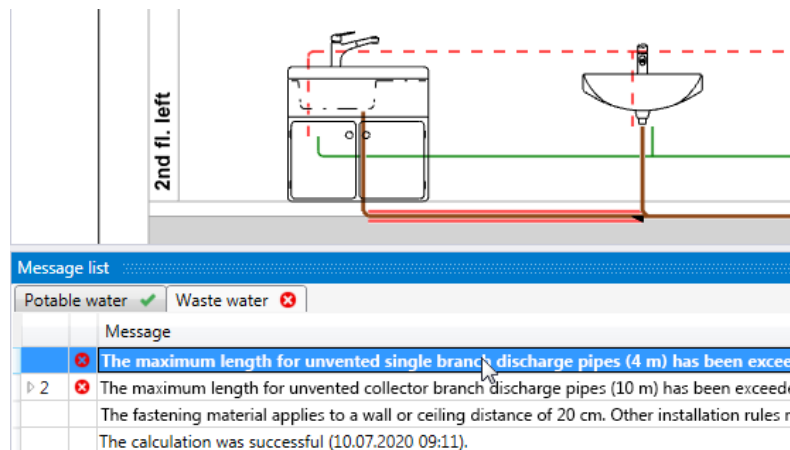 2nd fl. left
Message list
Potable water
Waste water
Message
The maximum length for unvented single branch discharge pipes (4 m) has been excee
2
The maximum length for unvented collector branch discharge pipes (10 m) has been exceede
The fastening material applies to a wall or ceiling distance of 20 cm. Other installation rules
The calculation was successful (10.07.2020 09:11).